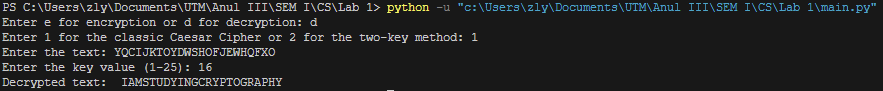 PS C:\Users\zly\Documents\UTM\Anul III\SEM I\CS\Lab 1> python -u "c:\Users\zly\Documents\UTM\Anul III\SEM I\CS\Lab 1\main.py"
Enter e for encryption or d for decryption: d
Enter 1 for the classic Caesar Cipher or 2 for the two-key method: 1
Enter the text: YQCIJKTOYDWSHOFJEWHQFXO
Enter the key value (1-25): 16
Decrypted text:  IAMSTUDYINGCRYPTOGRAPHY